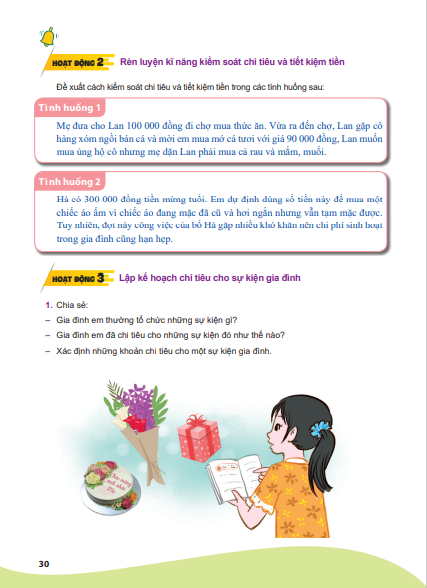 HOẠT ĐỘNG 2 Rèn luyện kĩ năng kiểm soát chi tiêu và tiết kiệm tiền
Đề xuất cách kiểm soát chi tiêu và tiết kiệm tiền trong các tình huống sau:
Tình huống 1
Mẹ đưa cho Lan 100 000 đồng đi chợ mua thức ăn. Vừa ra đến chợ, Lan gặp cô
hàng xóm ngồi bán cá và mời em mua mớ cá tươi với giá 90 000 đồng, Lan muốn
mua ủng hộ cô nhưng mẹ dặn Lan phải mua cả rau và mắm, muối.
Tình huống 2
Hà có 300 000 đồng tiền mừng tuổi. Em dự định dùng số tiền này để mua một
chiếc áo ấm vì chiếc áo đang mặc đã cũ và hơi ngắn nhưng vẫn tạm mặc được.
Tuy nhiên, đợt này công việc của bố Hà gặp nhiều khó khăn nên chi phí sinh hoạt
trong gia đình cũng hạn hẹp.
HOẠT ĐỘNG 3 Lập kế hoạch chi tiêu cho sự kiện gia đình
1. Chia sẻ:
– Gia đình em thường tổ chức những sự kiện gì?
– Gia đình em đã chi tiêu cho những sự kiện đó như thế nào?
– Xác định những khoản chi tiêu cho một sự kiện gia đình.
Chúc mừng
sinh nhật
30